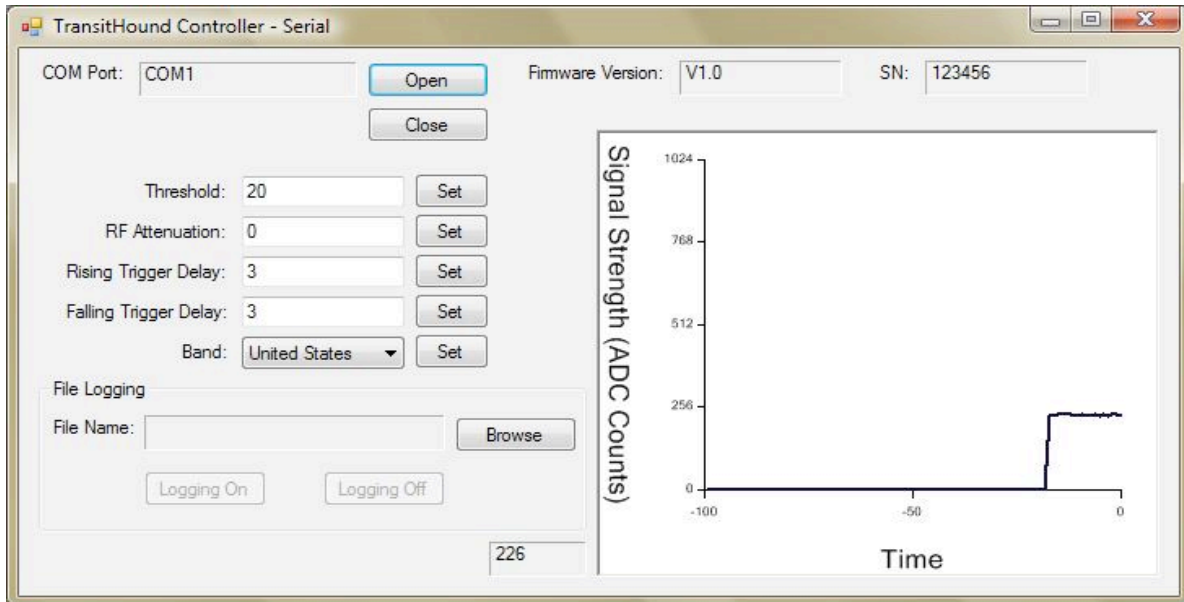 TransitHound Controller - Serial
COM Port: COM1 Open Firmware Version: V1.0 SN: 123456
Close
Threshold: 20 Set
RF Attenuation: 0 Set
Rising Trigger Delay: 3 Set
Falling Trigger Delay: 3 Set
Band: United States Set
File Logging
File Name: Browse
Logging On Logging Off
226
Signal Strength (ADC Counts)
1024
768
512
256
0
-100 -50 0
Time